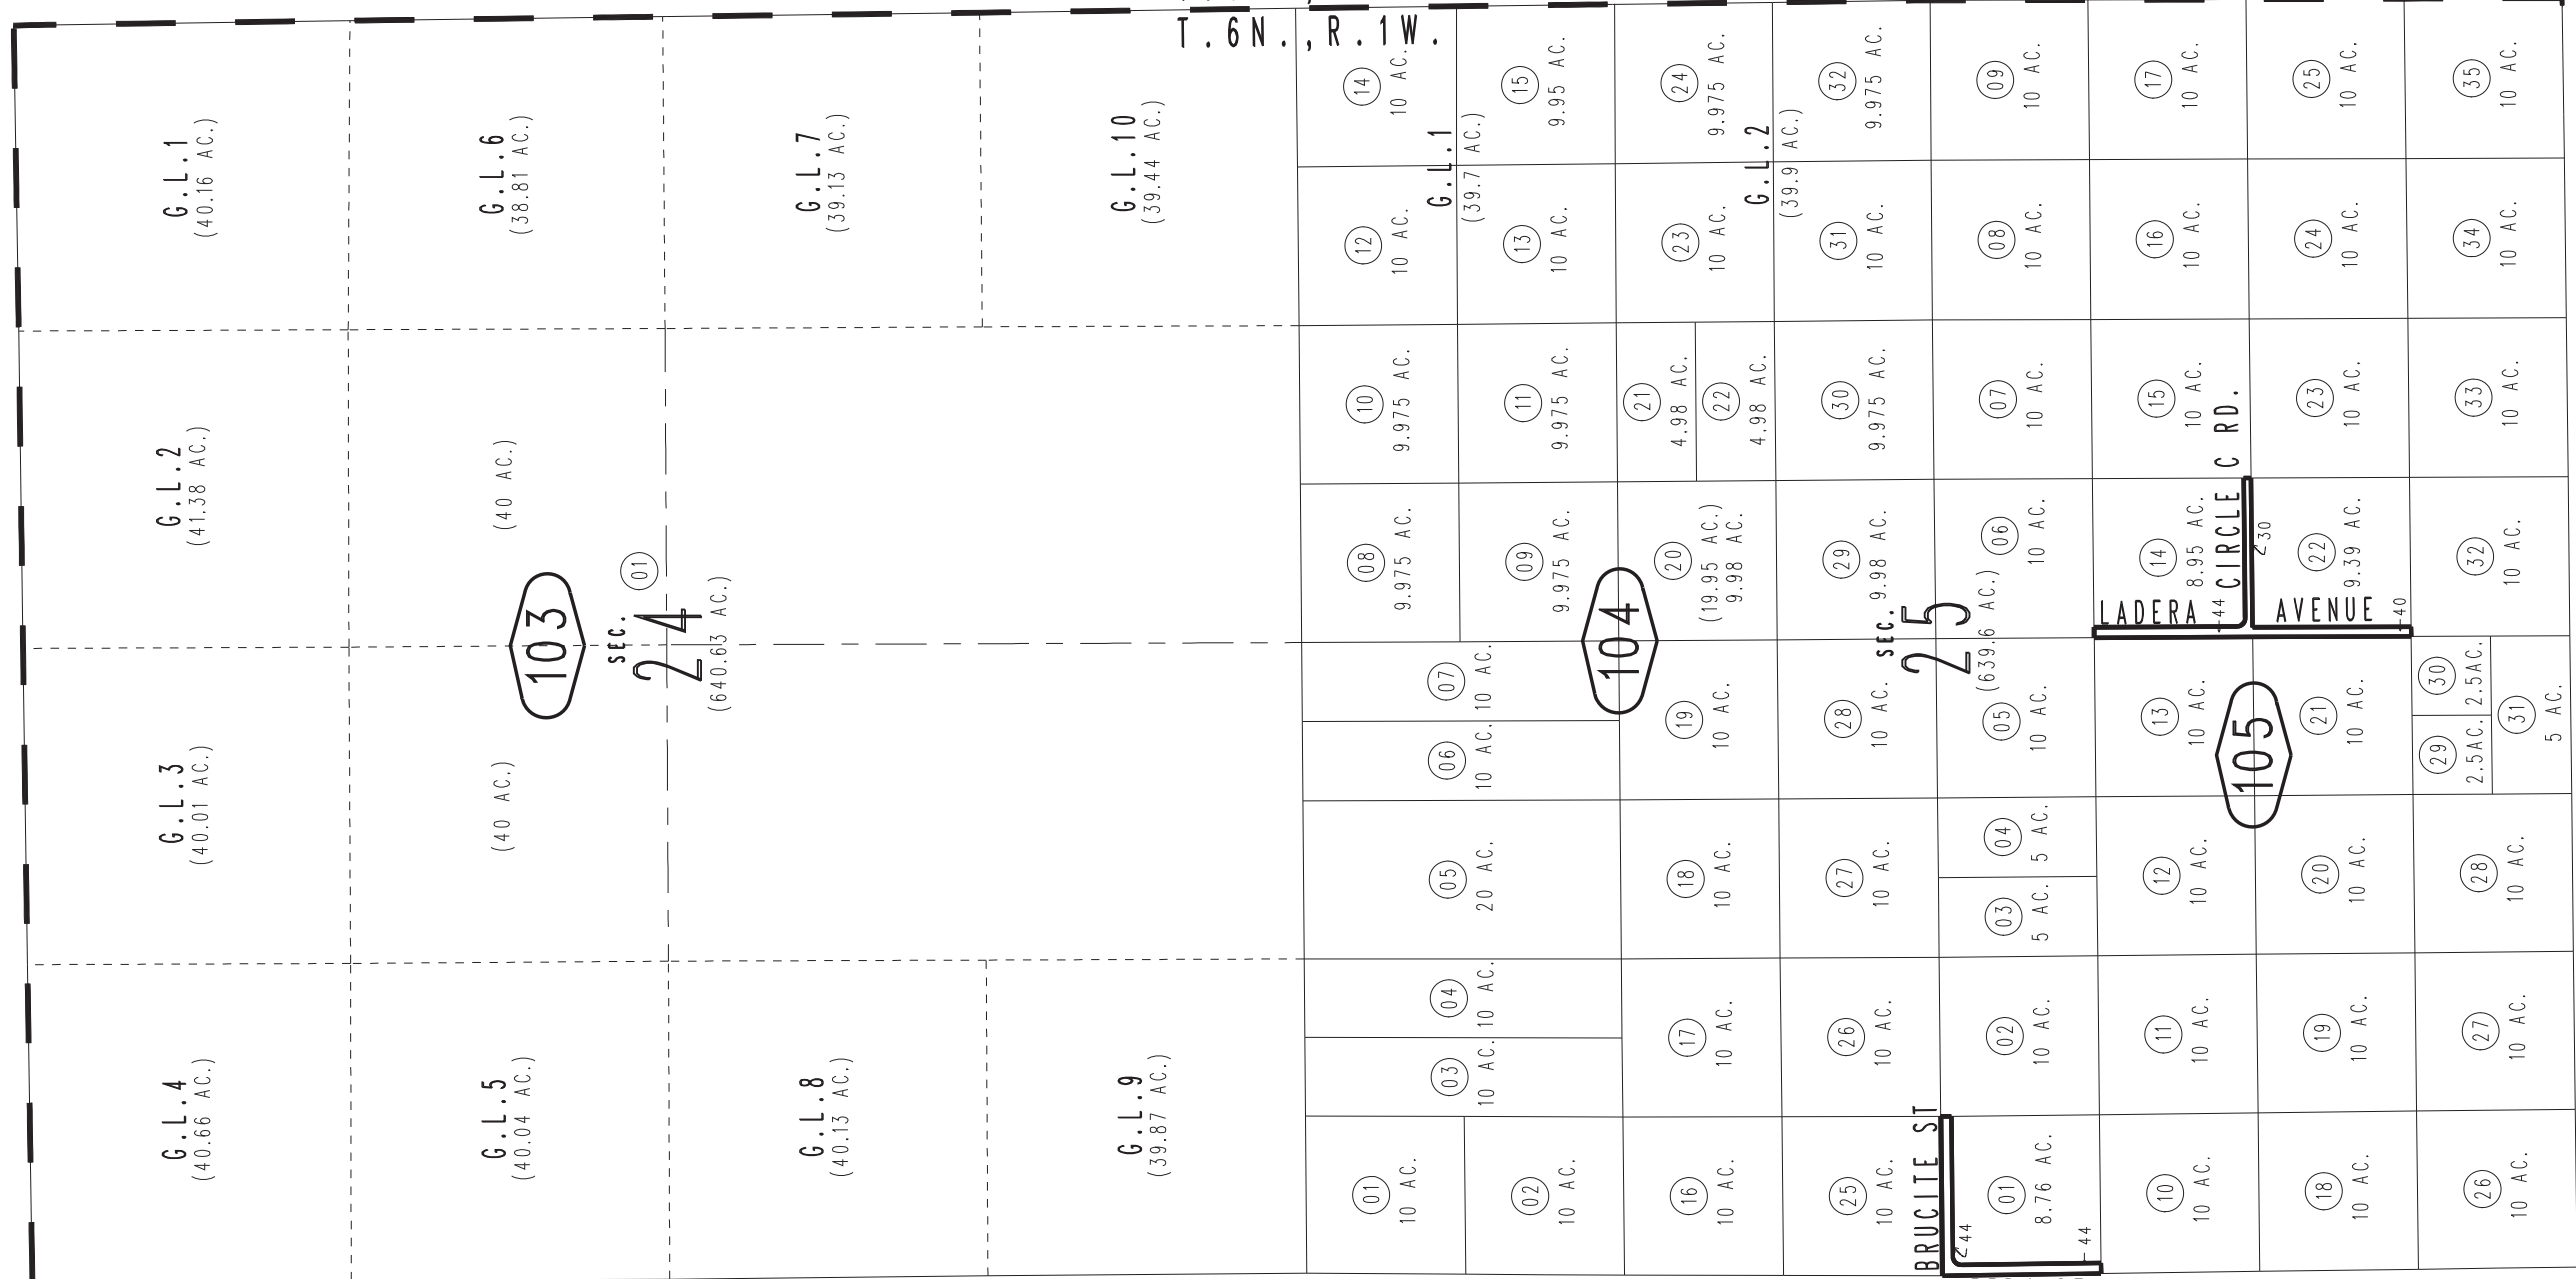 T.6N.,R.1W.
G.L.1
(40.16 AC.)
G.L.6
(38.81 AC.)
G.L.7
(39.13 AC.)
G.L.10
(39.44 AC.)
G.L.2
(41.38 AC.)
(40 AC.)
G.L.3
(40.01 AC.)
(40 AC.)
G.L.4
(40.66 AC.)
G.L.5
(40.04 AC.)
G.L.8
(40.13 AC.)
G.L.9
(39.87 AC.)
103
01
SEC.
24
(640.63 AC.)
14
10 AC.
G.L.1
(39.7 AC.)
15
9.95 AC.
24
9.975 AC.
G.L.2
(39.9 AC.)
32
9.975 AC.
09
10 AC.
17
10 AC.
25
10 AC.
35
10 AC.
12
10 AC.
13
10 AC.
23
10 AC.
31
10 AC.
08
10 AC.
16
10 AC.
24
10 AC.
34
10 AC.
10
9.975 AC.
11
9.975 AC.
21
4.98 AC.
22
4.98 AC.
30
9.975 AC.
07
10 AC.
15
10 AC.
23
10 AC.
33
10 AC.
08
9.975 AC.
09
9.975 AC.
20
(19.95 AC.)
9.98 AC.
29
9.98 AC.
06
10 AC.
14
8.95 AC.
CIRCLE C RD.
30
22
9.39 AC.
32
10 AC.
LADERA AVENUE
44
40
104
SEC.
25
(639.6 AC.)
07
10 AC.
06
10 AC.
19
10 AC.
28
10 AC.
05
10 AC.
13
10 AC.
105
21
10 AC.
30
2.5AC.
29
2.5AC.
31
5 AC.
05
20 AC.
18
10 AC.
27
10 AC.
04
5 AC.
03
5 AC.
12
10 AC.
20
10 AC.
28
10 AC.
04
10 AC.
03
10 AC.
17
10 AC.
26
10 AC.
02
10 AC.
11
10 AC.
19
10 AC.
27
10 AC.
01
10 AC.
02
10 AC.
16
10 AC.
25
10 AC.
BRUCITE ST
44
01
8.76 AC.
44
10
10 AC.
18
10 AC.
26
10 AC.